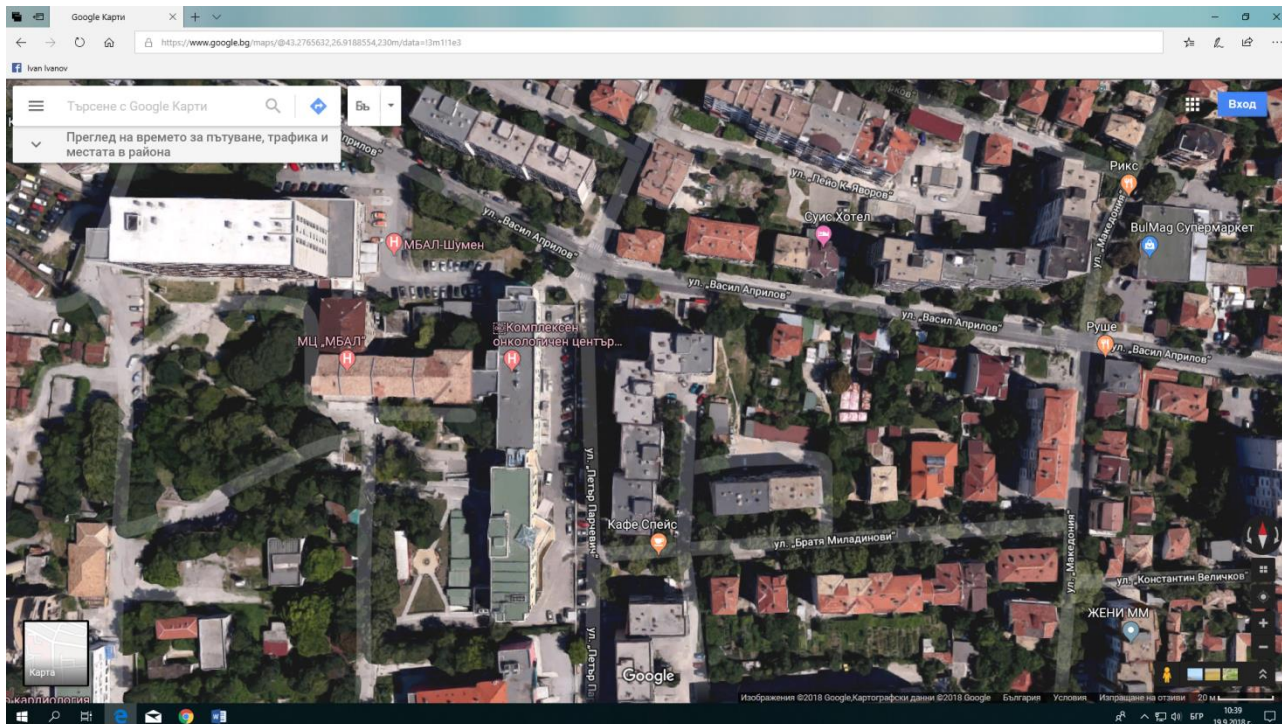 Google Карти
https://www.google.bg/maps/@43.2765632,26.9188554,230m/data=!3m1!1e3
Ivan Ivanov
Търсене с Google Карти
Бь
Вход
Преглед на времето за пътуване, трафика и
местата в района
ул. „Пейо К. Яворов"
Рикс
Суис Хотел
ул. „Македония"
BulMag Супермаркет
ул. „Васил Априлов"
МБАЛ-Шумен
ул. „Васил Априлов"
ул. „Васил Априлов"
Руше
ул. „Васил Априлов"
МЦ „МБАЛ"
Комплексен
онкологичен център...
ул. „Петър Парчевич"
Кафе Спейс
ул. „Братя Миладинови"
ул. „Македония"
ул. „Константин Величков"
ЖЕНИ ММ
ул. „Петър
Карта
Google
Изображения ©2018 Google,Картографски данни ©2018 Google България Условия Изпращане на отзиви 20 м
10:39
БГР
19.9.2018 г.